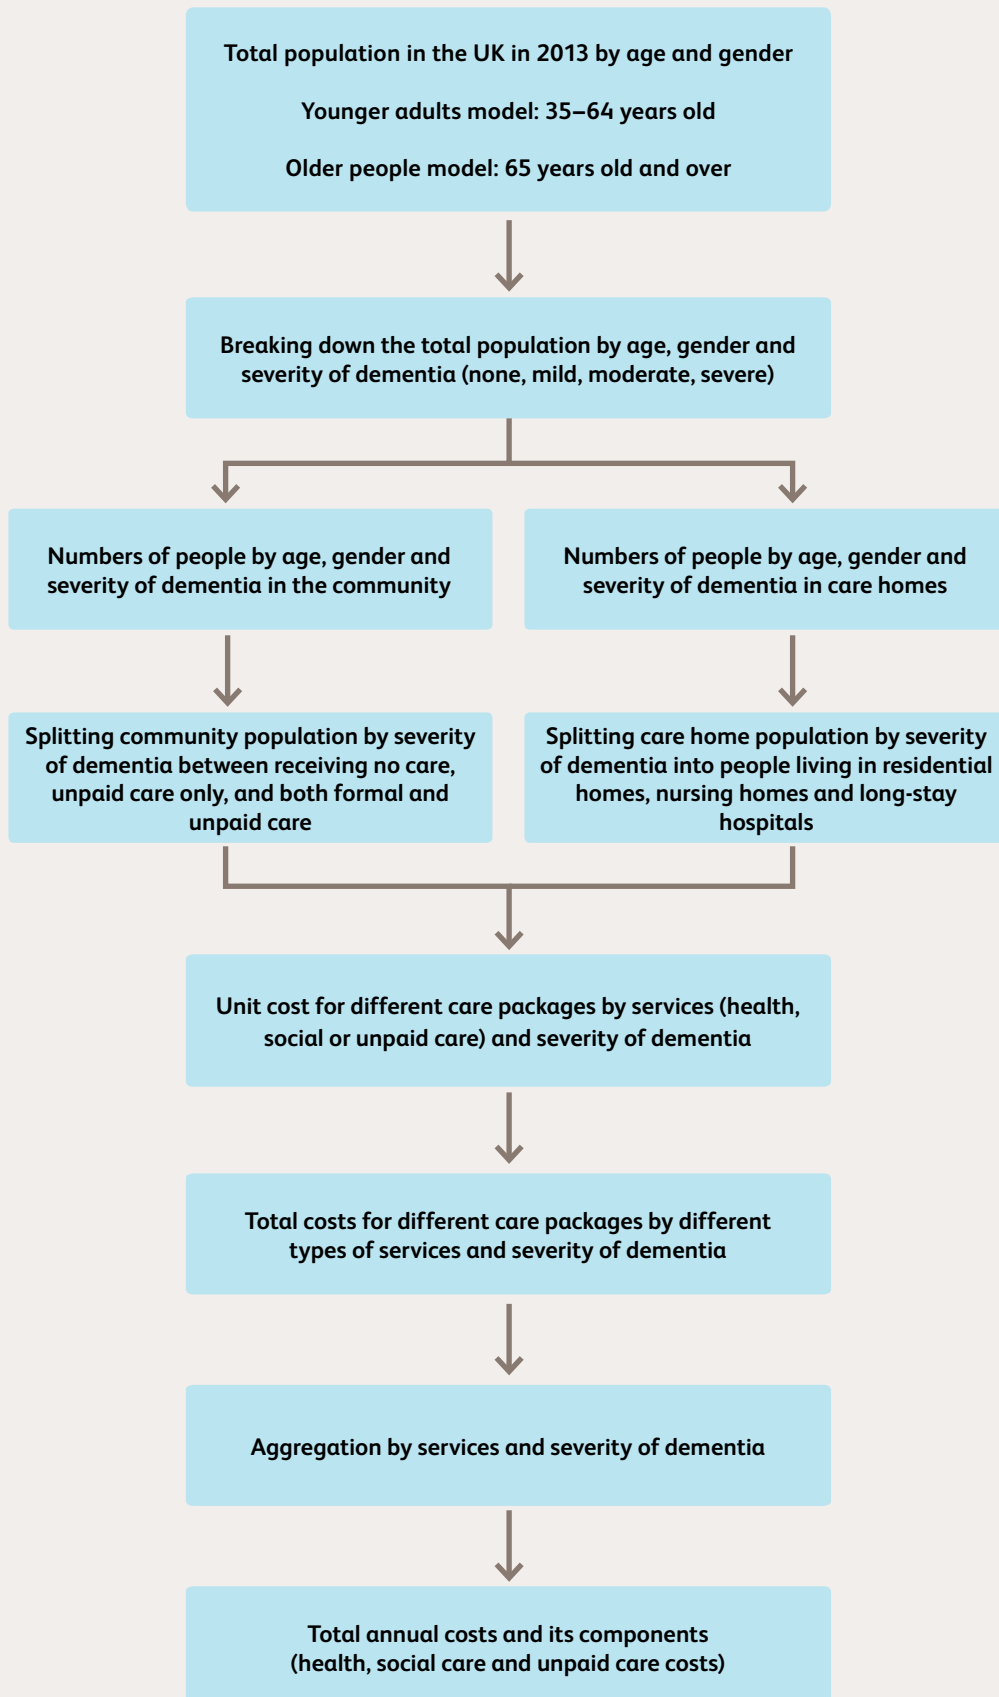 Total population in the UK in 2013 by age and gender
Younger adults model: 35–64 years old
Older people model: 65 years old and over
Breaking down the total population by age, gender and
severity of dementia (none, mild, moderate, severe)
Numbers of people by age, gender and
severity of dementia in the community
Numbers of people by age, gender and
severity of dementia in care homes
Splitting community population by severity
of dementia between receiving no care,
unpaid care only, and both formal and
unpaid care
Splitting care home population by severity
of dementia into people living in residential
homes, nursing homes and long-stay
hospitals
Unit cost for different care packages by services (health,
social or unpaid care) and severity of dementia
Total costs for different care packages by different
types of services and severity of dementia
Aggregation by services and severity of dementia
Total annual costs and its components
(health, social care and unpaid care costs)